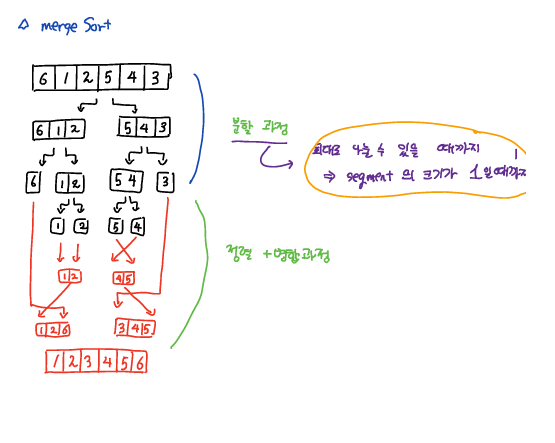 △ merge Sort
6 1 2 5 4 3
6 1 2 5 4 3
6 1 2 5 4 3
1 2 5 4
1 2 4 5
1 2 6 3 4 5
1 2 3 4 5 6
분할 과정
최대로 나눌 수 있을 때까지
⇒ segment 의 크기가 1일때까지
정렬 + 병합과정